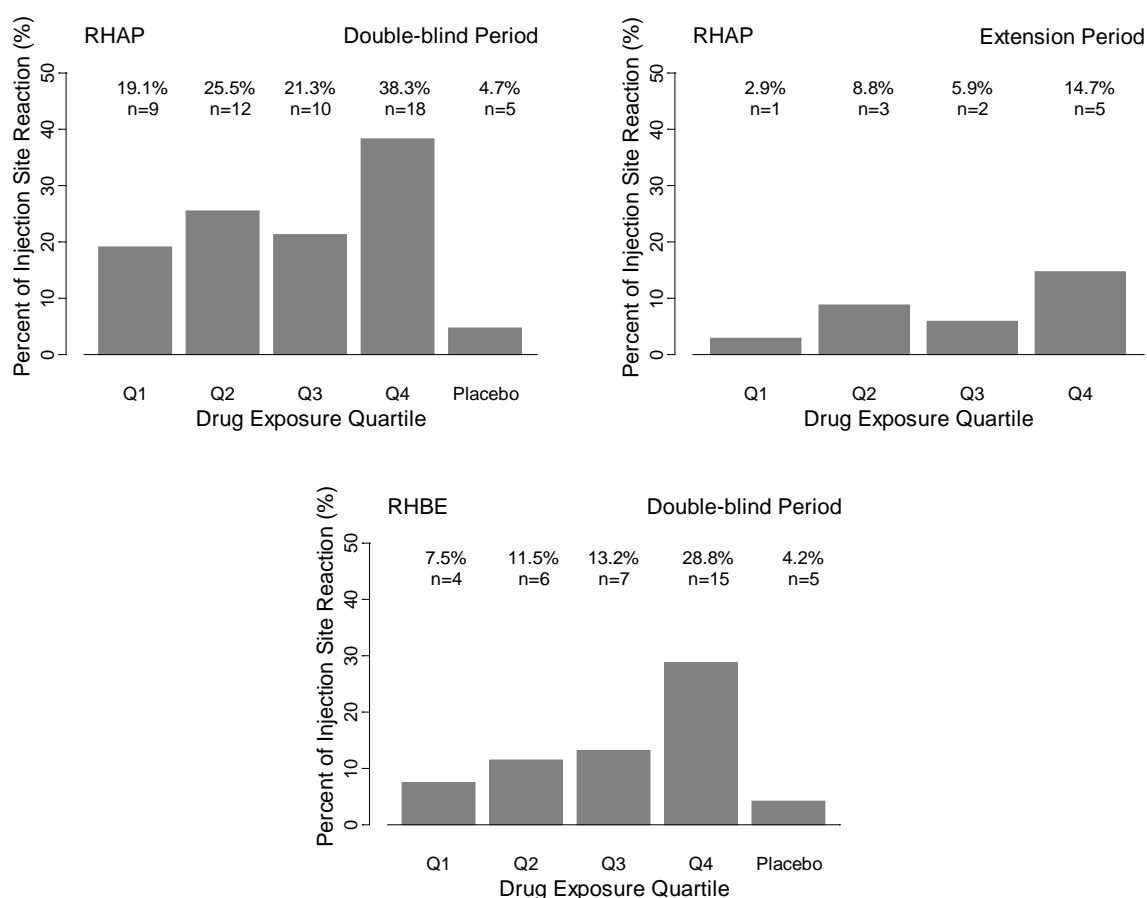 RHAP Double-blind Period
Percent of Injection Site Reaction (%)
50
40
30
20
10
0
19.1% 25.5% 21.3% 38.3% 4.7%
n=9 n=12 n=10 n=18 n=5
Q1 Q2 Q3 Q4 Placebo
Drug Exposure Quartile
RHAP Extension Period
Percent of Injection Site Reaction (%)
50
40
30
20
10
0
2.9% 8.8% 5.9% 14.7%
n=1 n=3 n=2 n=5
Q1 Q2 Q3 Q4
Drug Exposure Quartile
RHBE Double-blind Period
Percent of Injection Site Reaction (%)
50
40
30
20
10
0
7.5% 11.5% 13.2% 28.8% 4.2%
n=4 n=6 n=7 n=15 n=5
Q1 Q2 Q3 Q4 Placebo
Drug Exposure Quartile